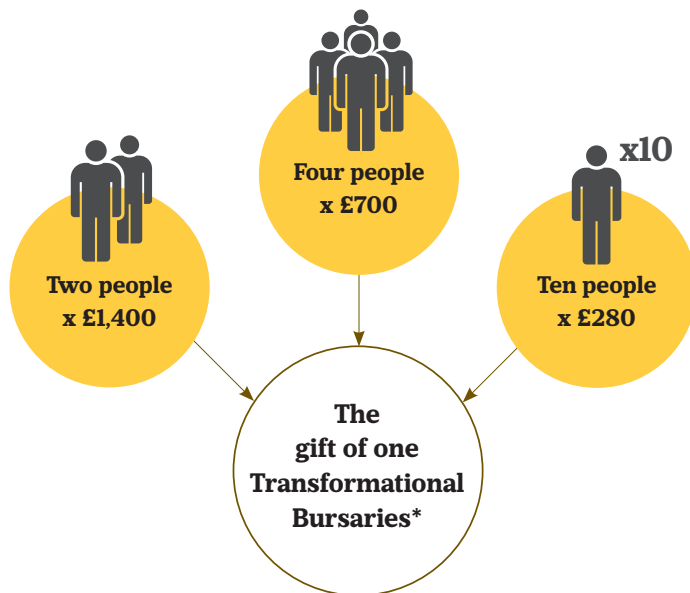 Two people
x £1,400
Four people
x £700
x10
Ten people
x £280
The
gift of one
Transformational
Bursaries*